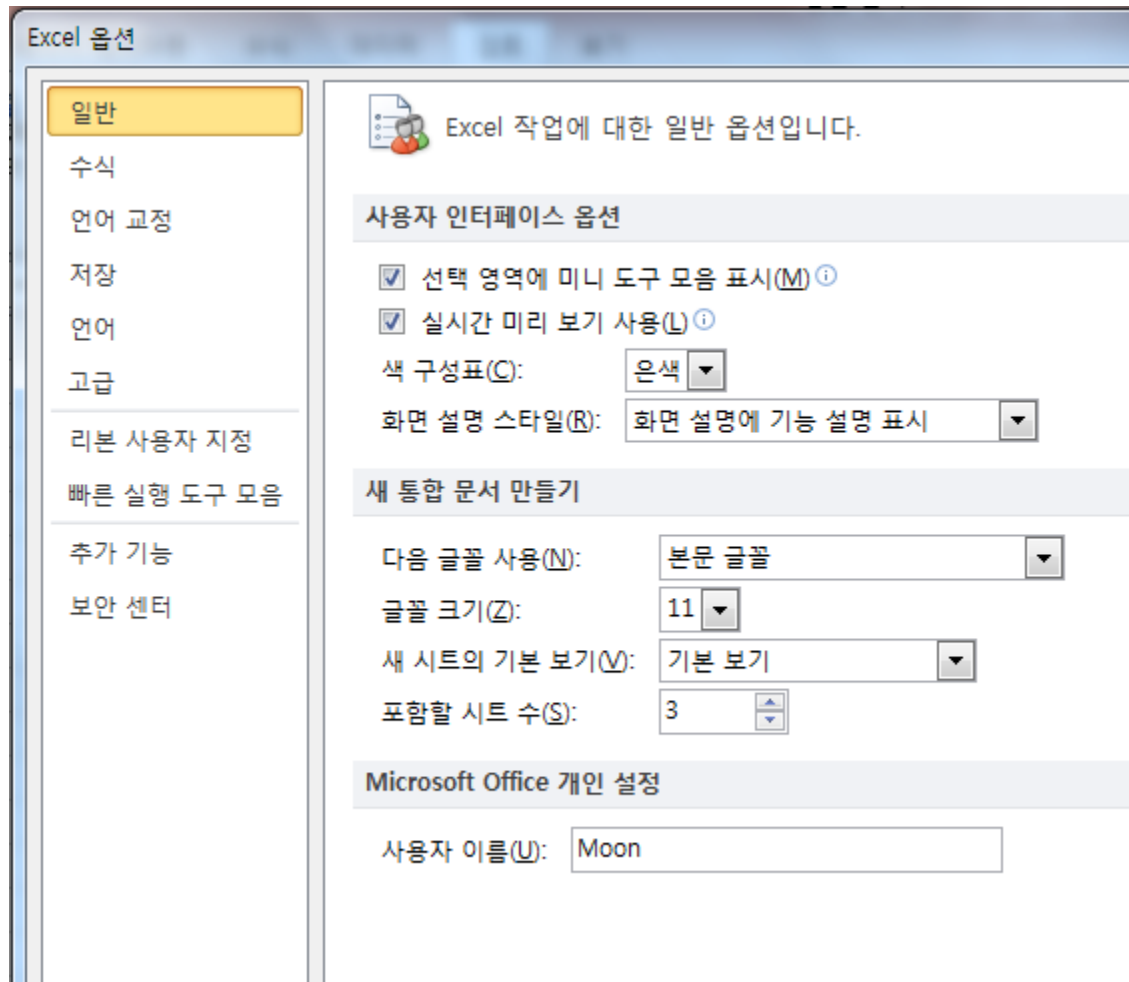 Excel 옵션
일반
수식
언어 교정
저장
언어
고급
리본 사용자 지정
빠른 실행 도구 모음
추가 기능
보안 센터
Excel 작업에 대한 일반 옵션입니다.
사용자 인터페이스 옵션
선택 영역에 미니 도구 모음 표시(M)
실시간 미리 보기 사용(L)
색 구성표(C): 은색
화면 설명 스타일(R): 화면 설명에 기능 설명 표시
새 통합 문서 만들기
다음 글꼴 사용(N): 본문 글꼴
글꼴 크기(Z): 11
새 시트의 기본 보기(V): 기본 보기
포함할 시트 수(S): 3
Microsoft Office 개인 설정
사용자 이름(U): Moon